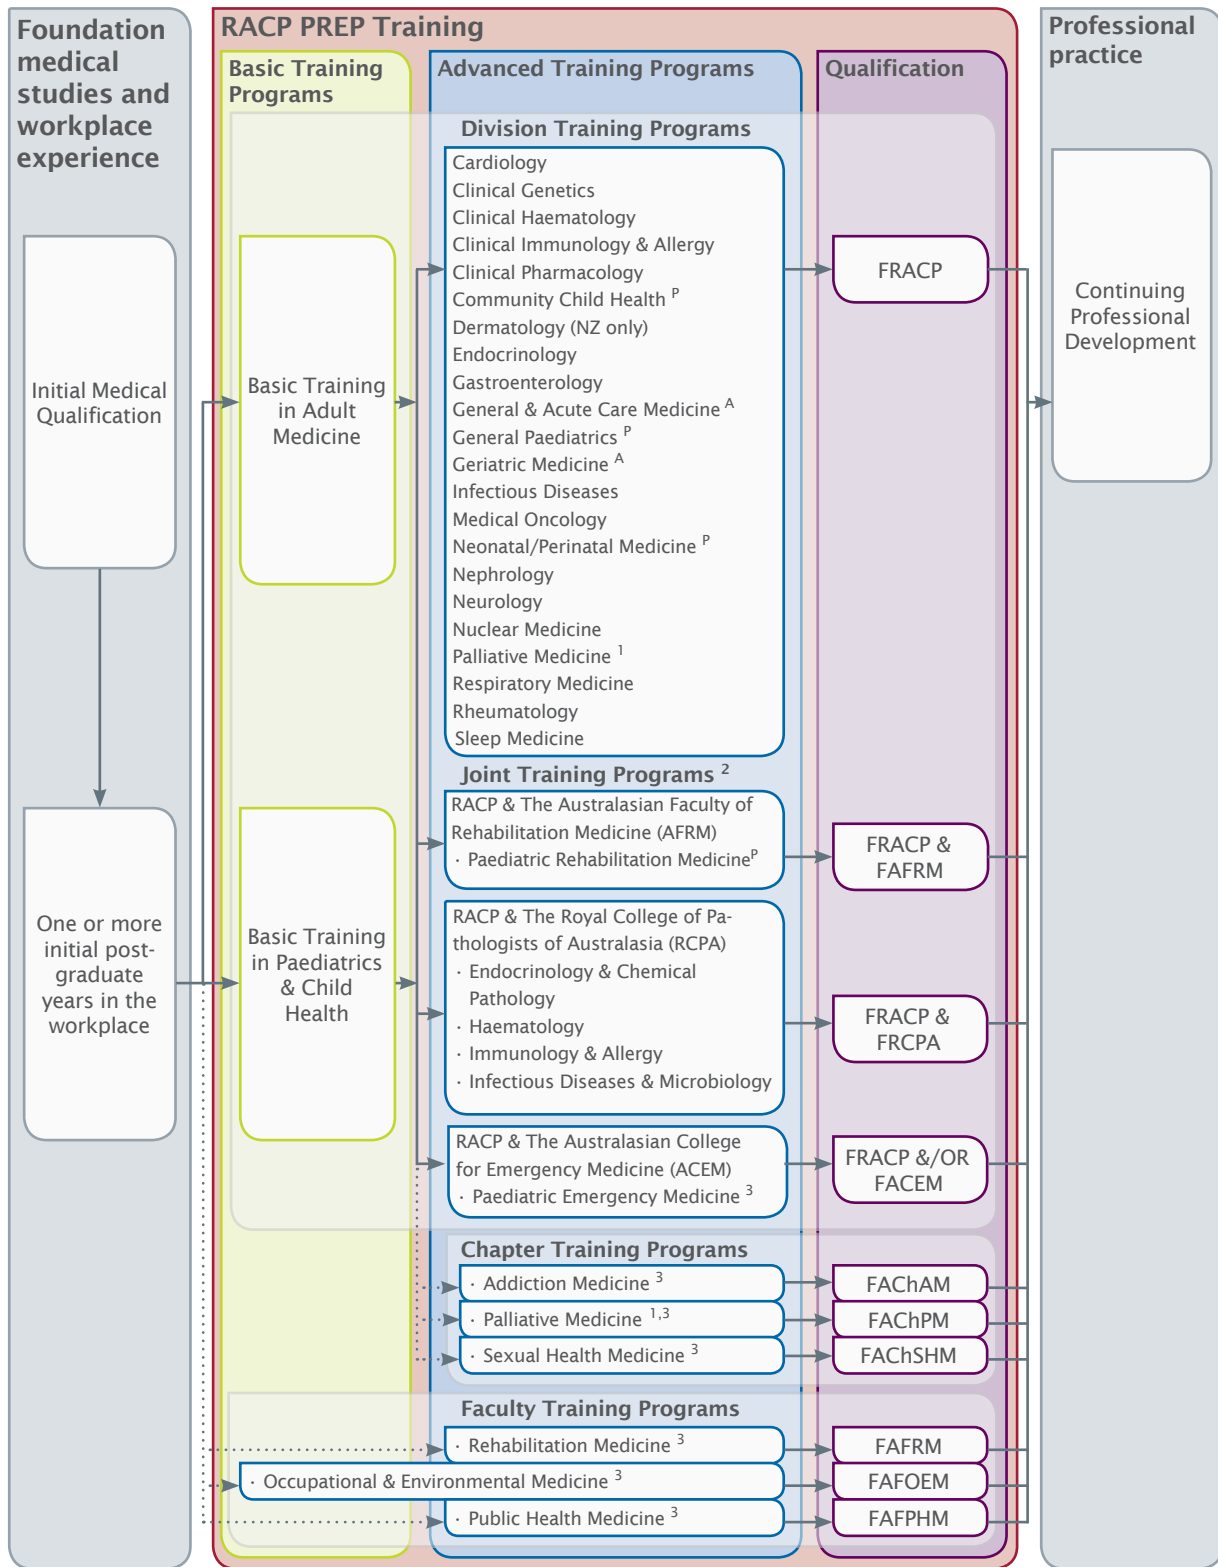 Foundation
medical
studies and
workplace
experience
Initial Medical
Qualification
One or more
initial post-
graduate
years in the
workplace
RACP PREP Training
Basic Training
Programs
Basic Training
in Adult
Medicine
Basic Training
in Paediatrics
& Child
Health
Advanced Training Programs
Division Training Programs
Cardiology
Clinical Genetics
Clinical Haematology
Clinical Immunology & Allergy
Clinical Pharmacology
Community Child Health P
Dermatology (NZ only)
Endocrinology
Gastroenterology
General & Acute Care Medicine A
General Paediatrics P
Geriatric Medicine A
Infectious Diseases
Medical Oncology
Neonatal/Perinatal Medicine P
Nephrology
Neurology
Nuclear Medicine
Palliative Medicine 1
Respiratory Medicine
Rheumatology
Sleep Medicine
Joint Training Programs 2
RACP & The Australasian Faculty of
Rehabilitation Medicine (AFRM)
· Paediatric Rehabilitation MedicineP
RACP & The Royal College of Pa-
thologists of Australasia (RCPA)
· Endocrinology & Chemical
Pathology
· Haematology
· Immunology & Allergy
· Infectious Diseases & Microbiology
RACP & The Australasian College
for Emergency Medicine (ACEM)
· Paediatric Emergency Medicine 3
Chapter Training Programs
· Addiction Medicine 3
· Palliative Medicine 1,3
· Sexual Health Medicine 3
Faculty Training Programs
· Rehabilitation Medicine 3
· Occupational & Environmental Medicine 3
· Public Health Medicine 3
Qualification
FRACP
FRACP &
FAFRM
FRACP &
FRCPA
FRACP &/OR
FACEM
FAChAM
FAChPM
FAChSHM
FAFRM
FAFOEM
FAFPHM
Professional
practice
Continuing
Professional
Development